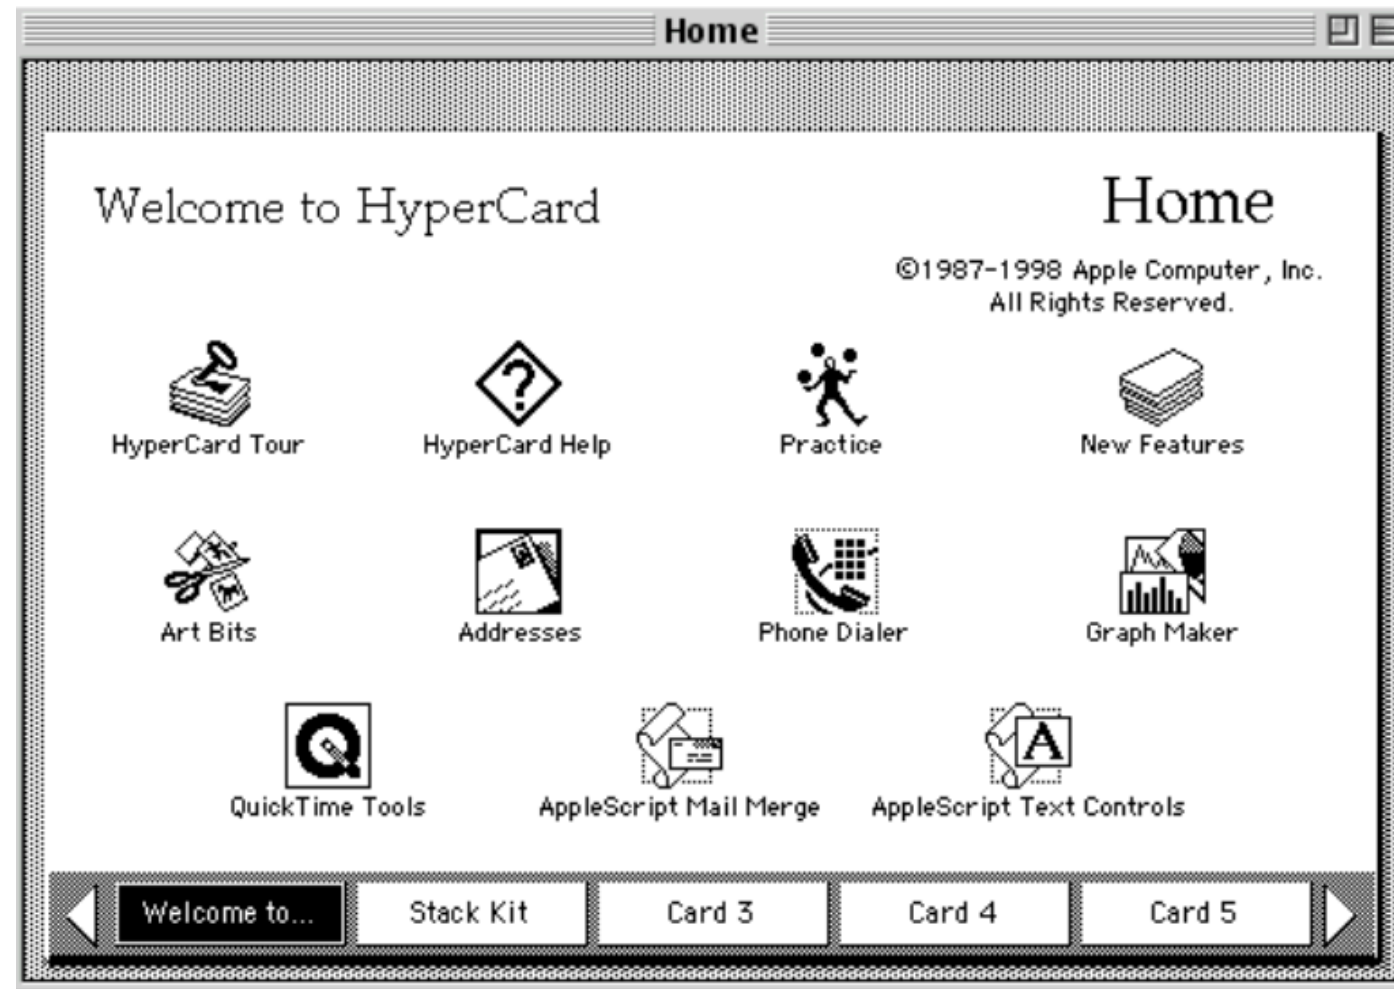 Home
Welcome to HyperCard
Home
©1987-1998 Apple Computer, Inc.
All Rights Reserved.
HyperCard Tour
HyperCard Help
Practice
New Features
Art Bits
Addresses
Phone Dialer
Graph Maker
A
QuickTime Tools
AppleScript Mail Merge
AppleScript Text Controls
Welcome to...
Stack Kit
Card 3
Card 4
Card 5